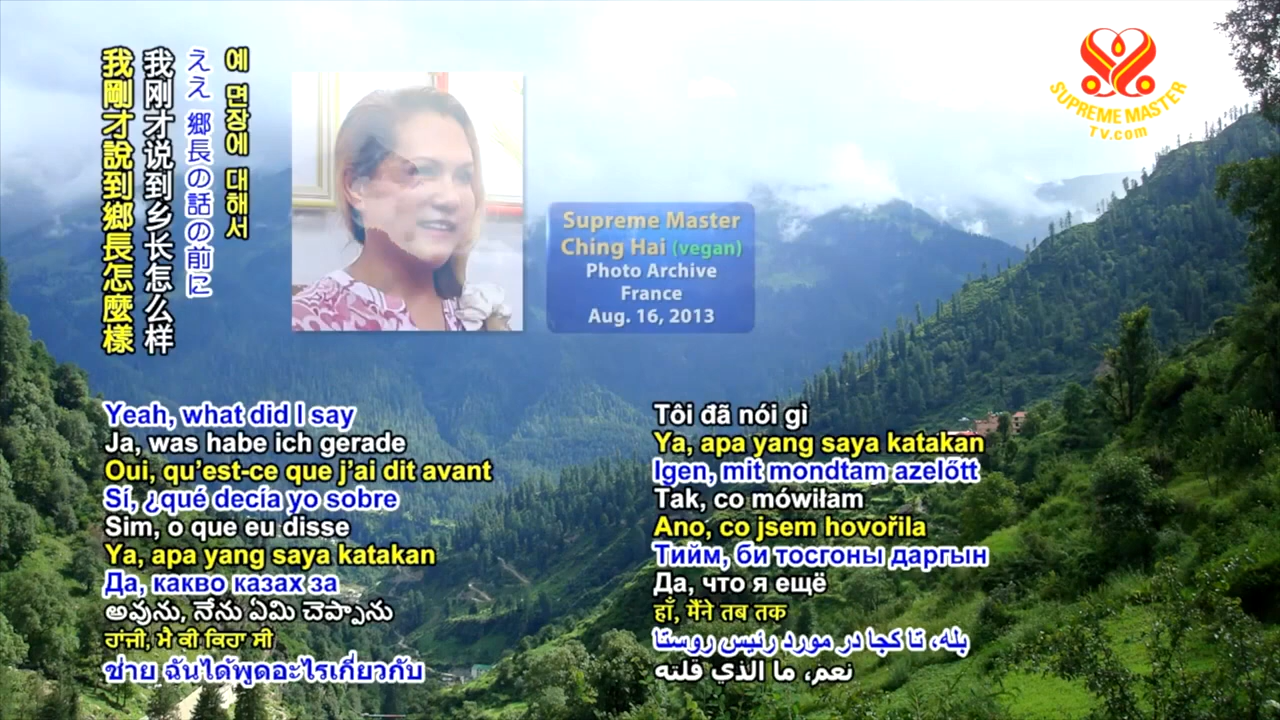 예 면장에 대해서
ええ 郷長の話の前に
我刚才说到乡长怎么样
我剛才說到鄉長怎麼樣
SUPREME MASTER
TV.com
Supreme Master
Ching Hai (vegan)
Photo Archive
France
Aug. 16, 2013
Yeah, what did I say
Ja, was habe ich gerade
Oui, qu’est-ce que j’ai dit avant
Sí, ¿qué decía yo sobre
Sim, o que eu disse
Ya, apa yang saya katakan
Да, какво казах за
అవును, నేను ఏమి చెప్పాను
ਹਾਂਜੀ, ਮੈ ਕੀ ਕਿਹਾ ਸੀ
ช่าย ฉันได้พูดอะไรเกี่ยวกับ
Tôi đã nói gì
Ya, apa yang saya katakan
Igen, mit mondtam azelőtt
Tak, co mówiłam
Ano, co jsem hovořila
Тийм, би тосгоны даргын
Да, что я ещё
हाँ, मैंने तब तक
بله، تا کجا در مورد رئیس روستا
نعم، ما الذي قلته